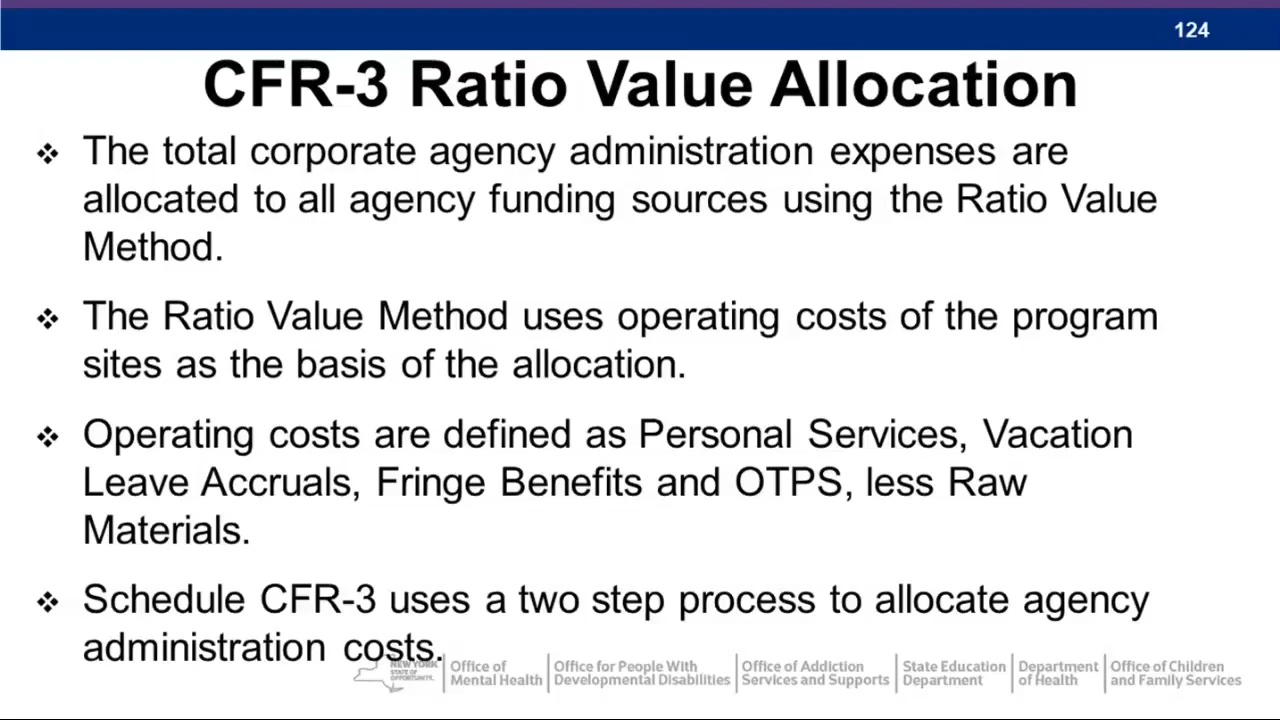 124
CFR-3 Ratio Value Allocation
❖ The total corporate agency administration expenses are
allocated to all agency funding sources using the Ratio Value
Method.
❖ The Ratio Value Method uses operating costs of the program
sites as the basis of the allocation.
❖ Operating costs are defined as Personal Services, Vacation
Leave Accruals, Fringe Benefits and OTPS, less Raw
Materials.
❖ Schedule CFR-3 uses a two step process to allocate agency
administration costs.
NEW YORK
STATE OF
OPPORTUNITY.
Office of
Mental Health
Office for People With
Developmental Disabilities
Office of Addiction
Services and Supports
State Education
Department
Department
of Health
Office of Children
and Family Services